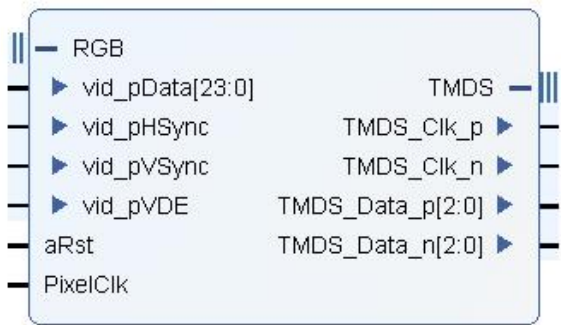 RGB
vid_pData[23:0]
TMDS
vid_pHSync
TMDS_Clk_p
vid_pVSync
TMDS_Clk_n
vid_pVDE
TMDS_Data_p[2:0]
aRst
TMDS_Data_n[2:0]
PixelClk